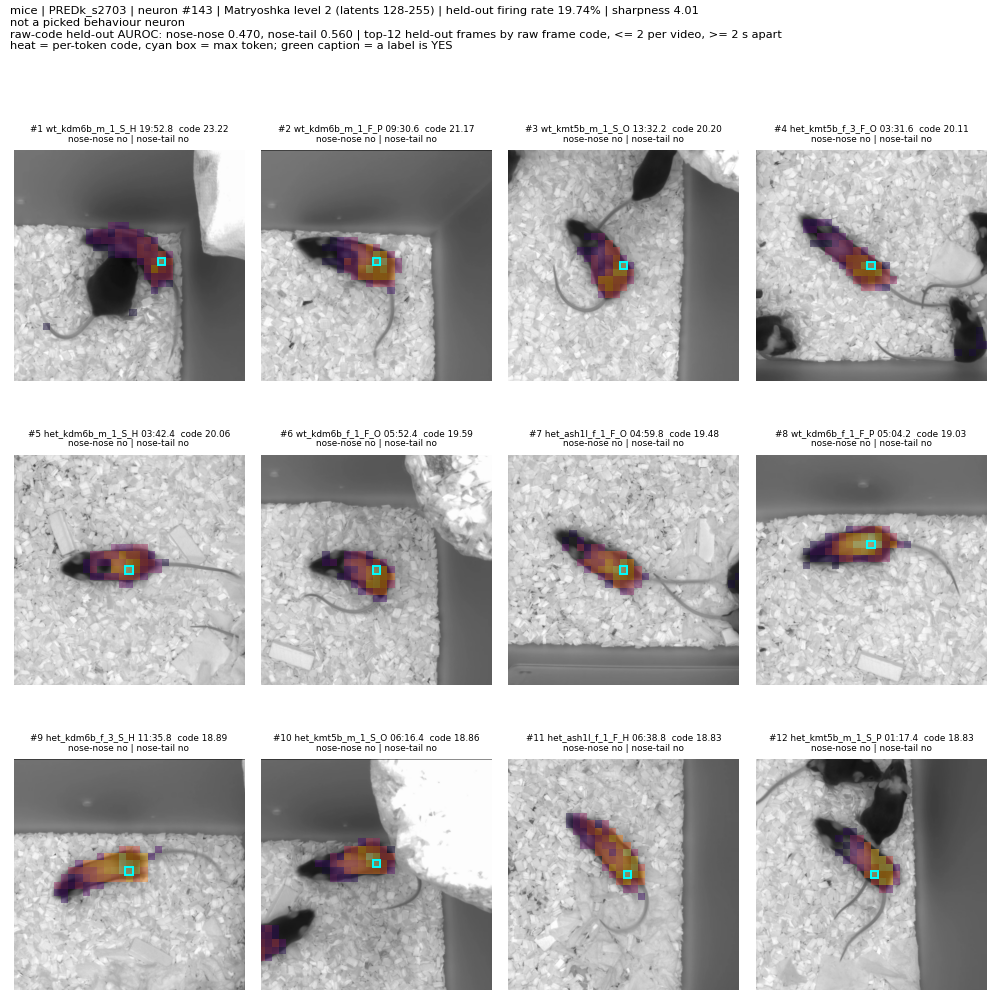 mice | PREDk_s2703 | neuron #143 | Matryoshka level 2 (latents 128-255) | held-out firing rate 19.74% | sharpness 4.01
not a picked behaviour neuron
raw-code held-out AUROC: nose-nose 0.470, nose-tail 0.560 | top-12 held-out frames by raw frame code, <= 2 per video, >= 2 s apart
heat = per-token code, cyan box = max token; green caption = a label is YES
#1 wt_kdm6b_m_1_S_H 19:52.8  code 23.22
nose-nose no | nose-tail no
#2 wt_kdm6b_m_1_F_P 09:30.6  code 21.17
nose-nose no | nose-tail no
#3 wt_kmt5b_m_1_S_O 13:32.2  code 20.20
nose-nose no | nose-tail no
#4 het_kmt5b_f_3_F_O 03:31.6  code 20.11
nose-nose no | nose-tail no
#5 het_kdm6b_m_1_S_H 03:42.4  code 20.06
nose-nose no | nose-tail no
#6 wt_kdm6b_f_1_F_O 05:52.4  code 19.59
nose-nose no | nose-tail no
#7 het_ash1l_f_1_F_O 04:59.8  code 19.48
nose-nose no | nose-tail no
#8 wt_kdm6b_f_1_F_P 05:04.2  code 19.03
nose-nose no | nose-tail no
#9 het_kdm6b_f_3_S_H 11:35.8  code 18.89
nose-nose no | nose-tail no
#10 het_kmt5b_m_1_S_O 06:16.4  code 18.86
nose-nose no | nose-tail no
#11 het_ash1l_f_1_F_H 06:38.8  code 18.83
nose-nose no | nose-tail no
#12 het_kmt5b_m_1_S_P 01:17.4  code 18.83
nose-nose no | nose-tail no